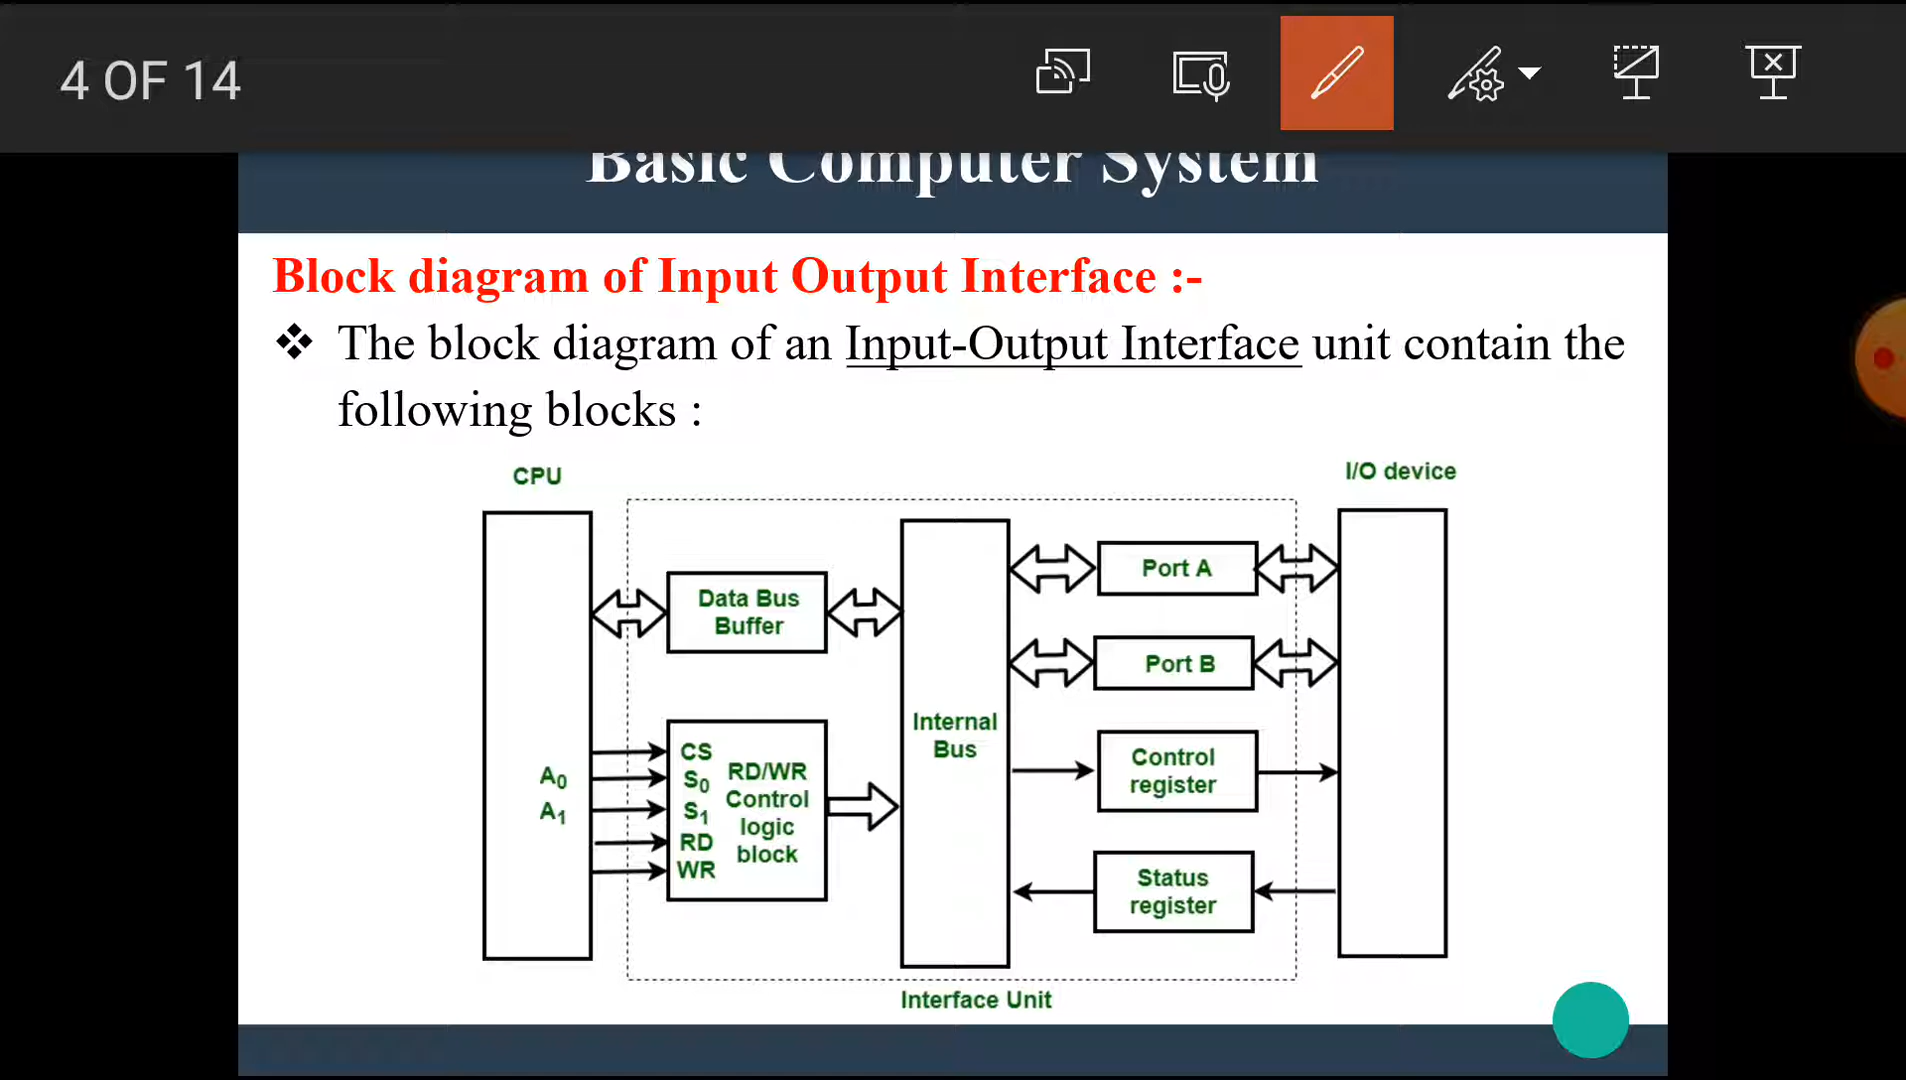 4 OF 14
Basic Computer System
Block diagram of Input Output Interface :-
❖ The block diagram of an Input-Output Interface unit contain the
following blocks :
CPU
I/O device
Data Bus
Buffer
Port A
Port B
Internal
Bus
A0
A1
CS
S0
S1
RD
WR
RD/WR
Control
logic
block
Control
register
Status
register
Interface Unit